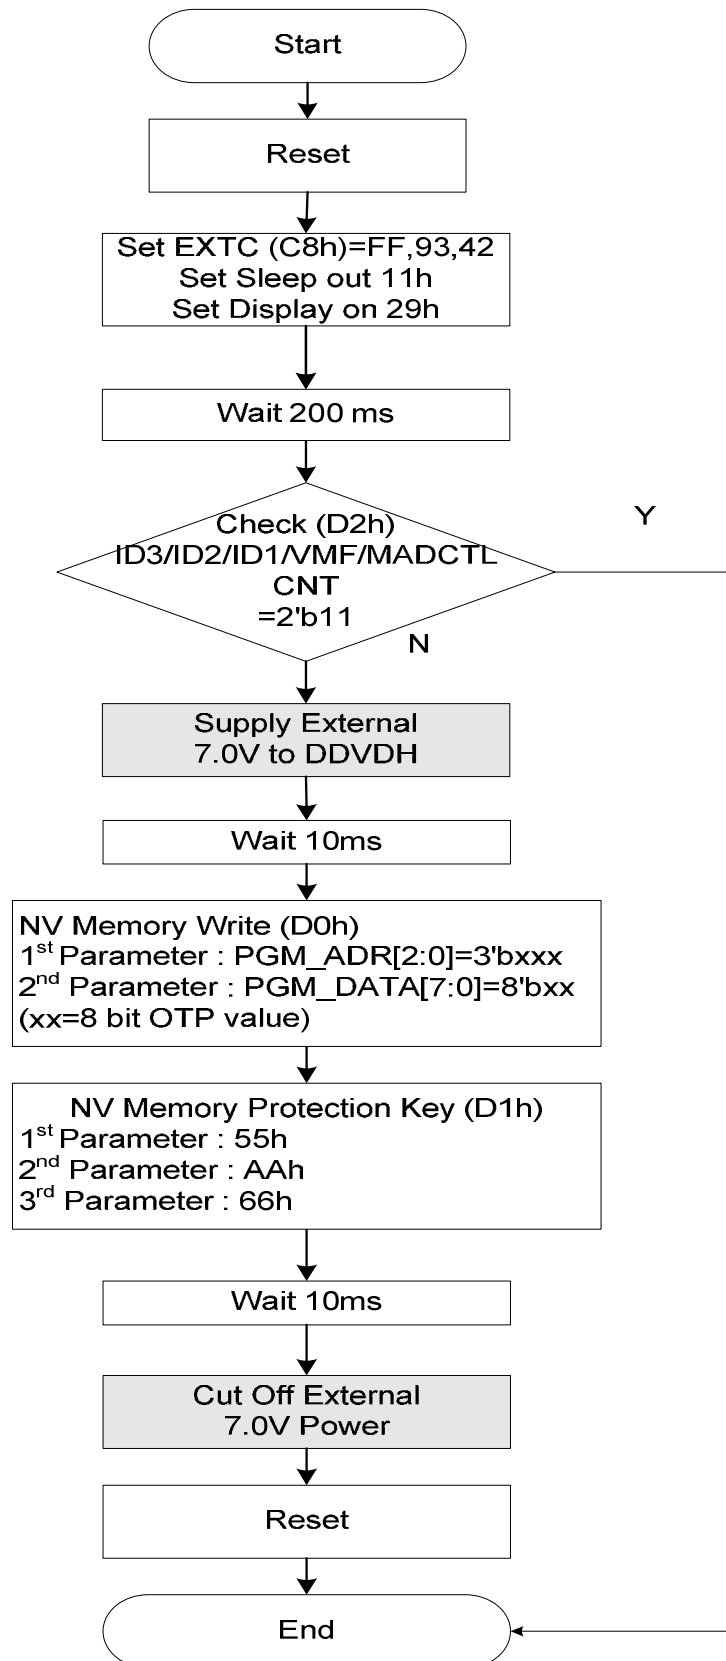 Start
Reset
Set EXTC (C8h)=FF,93,42
Set Sleep out 11h
Set Display on 29h
Wait 200 ms
Check (D2h)
ID3/ID2/ID1/VMF/MADCTL
CNT
=2'b11
Y
N
Supply External
7.0V to DDVDH
Wait 10ms
NV Memory Write (D0h)
1st Parameter : PGM_ADR[2:0]=3'bxxx
2nd Parameter : PGM_DATA[7:0]=8'bxx
(xx=8 bit OTP value)
NV Memory Protection Key (D1h)
1st Parameter : 55h
2nd Parameter : AAh
3rd Parameter : 66h
Wait 10ms
Cut Off External
7.0V Power
Reset
End